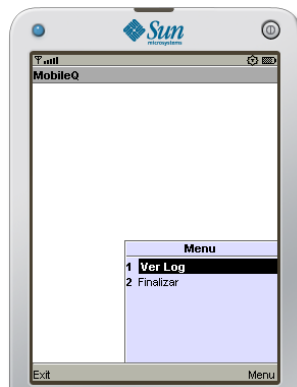 Sun
microsystems
MobileQ
Menu
1 Ver Log
2 Finalizar
Exit Menu